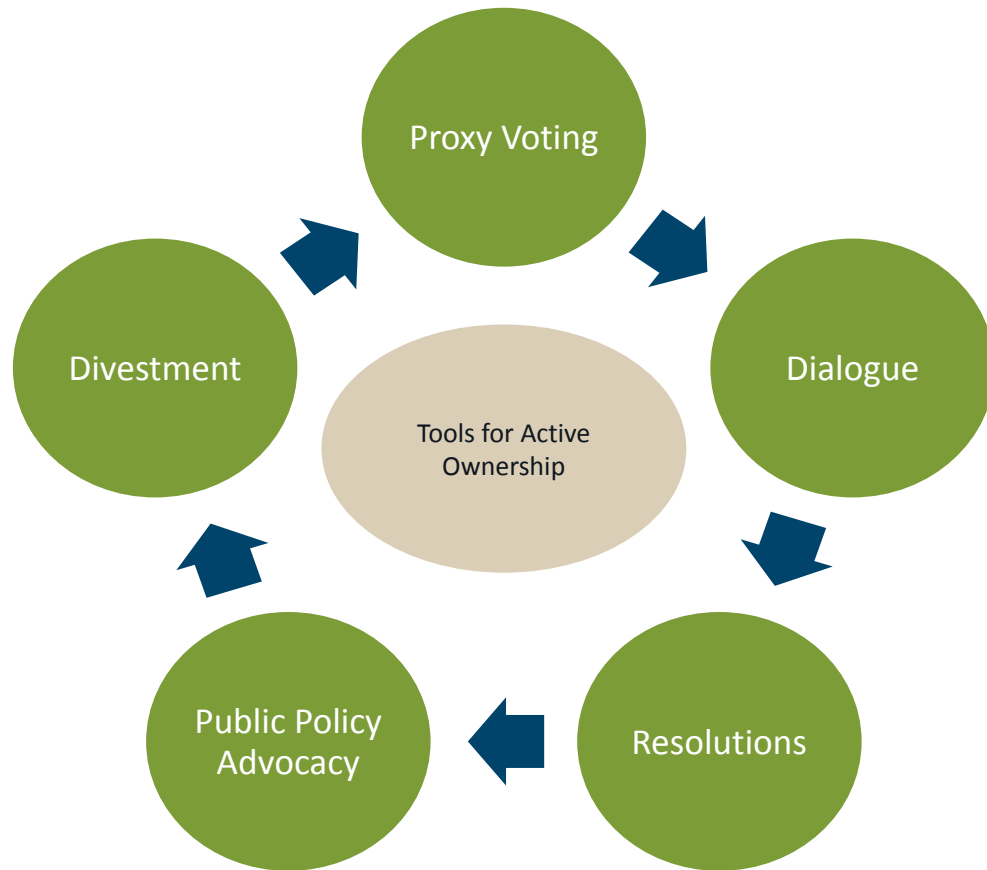 Proxy Voting
Divestment
Dialogue
Tools for Active
Ownership
Public Policy
Advocacy
Resolutions